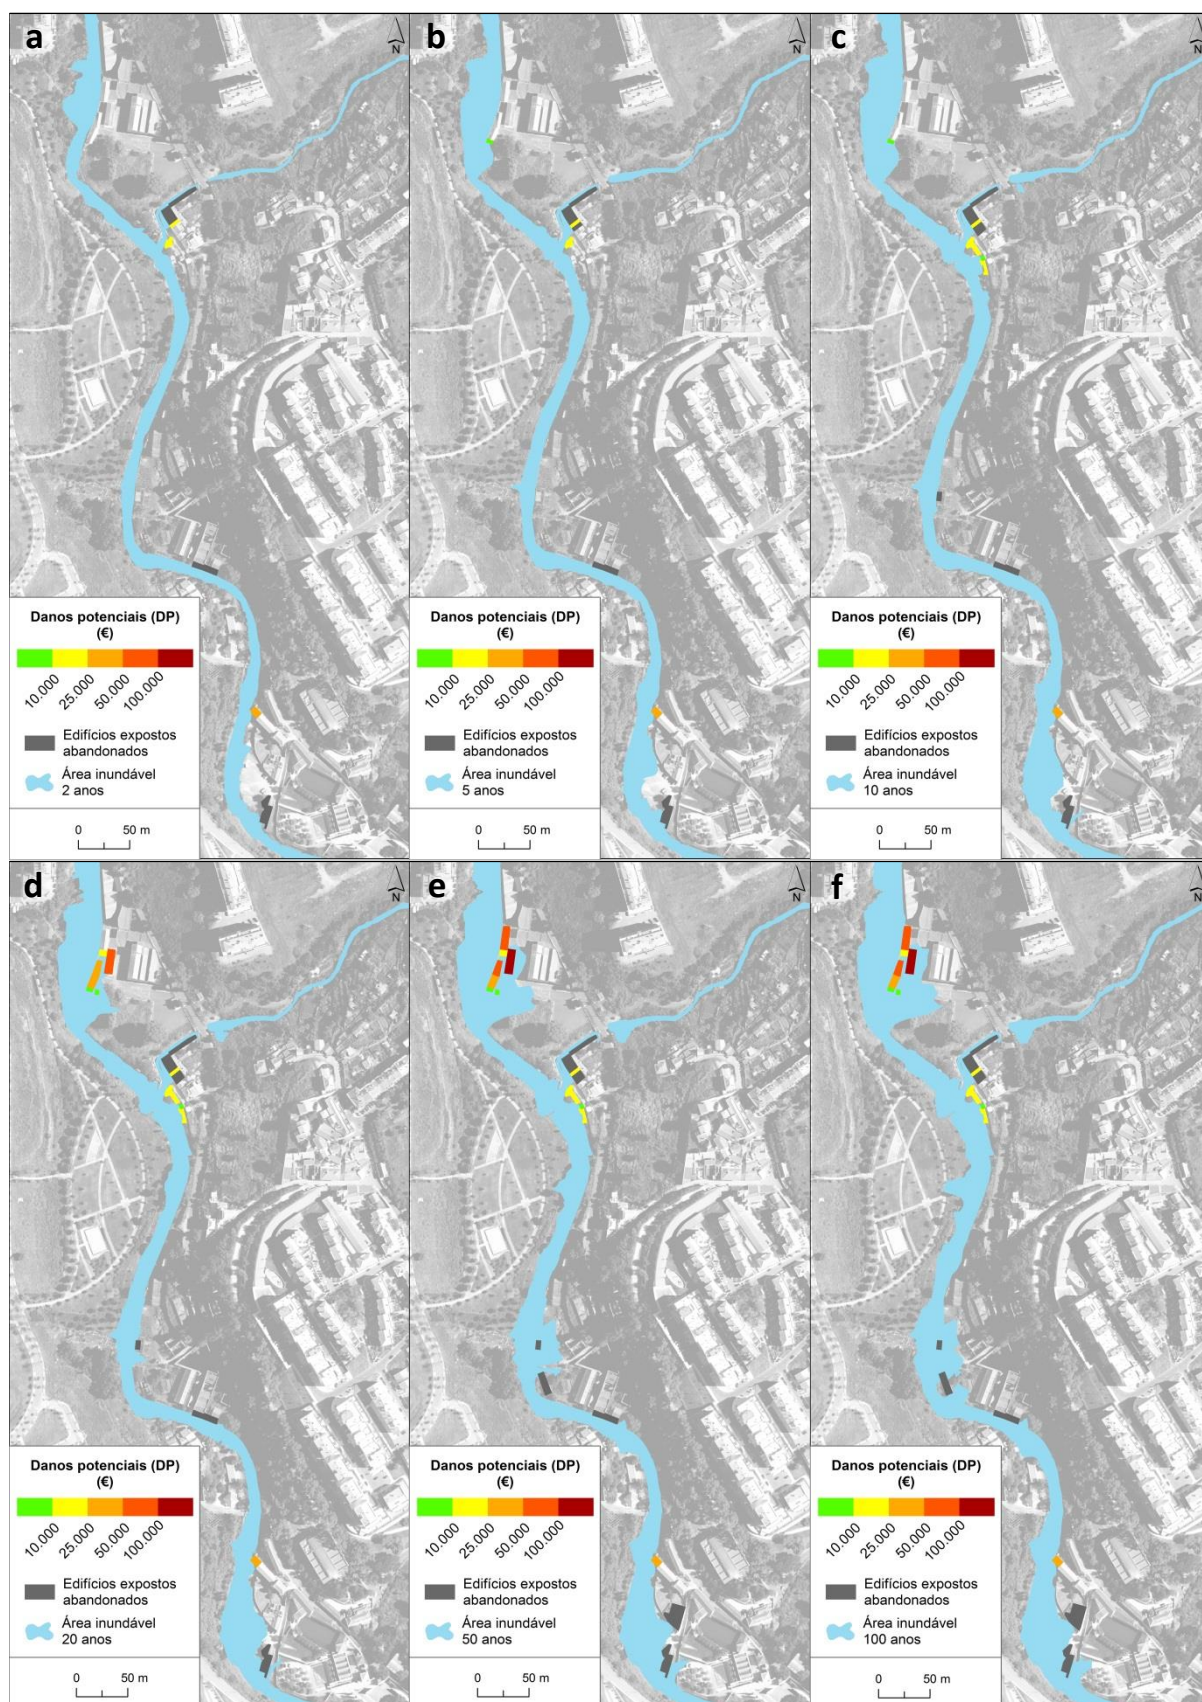 a
N
Danos potenciais (DP)
(€)
10.000
25.000
50.000
100.000
Edifícios expostos
abandonados
Área inundável
2 anos
0 50 m
b
N
Danos potenciais (DP)
(€)
10.000
25.000
50.000
100.000
Edifícios expostos
abandonados
Área inundável
5 anos
0 50 m
c
N
Danos potenciais (DP)
(€)
10.000
25.000
50.000
100.000
Edifícios expostos
abandonados
Área inundável
10 anos
0 50 m
d
N
Danos potenciais (DP)
(€)
10.000
25.000
50.000
100.000
Edifícios expostos
abandonados
Área inundável
20 anos
0 50 m
e
N
Danos potenciais (DP)
(€)
10.000
25.000
50.000
100.000
Edifícios expostos
abandonados
Área inundável
50 anos
0 50 m
f
N
Danos potenciais (DP)
(€)
10.000
25.000
50.000
100.000
Edifícios expostos
abandonados
Área inundável
100 anos
0 50 m